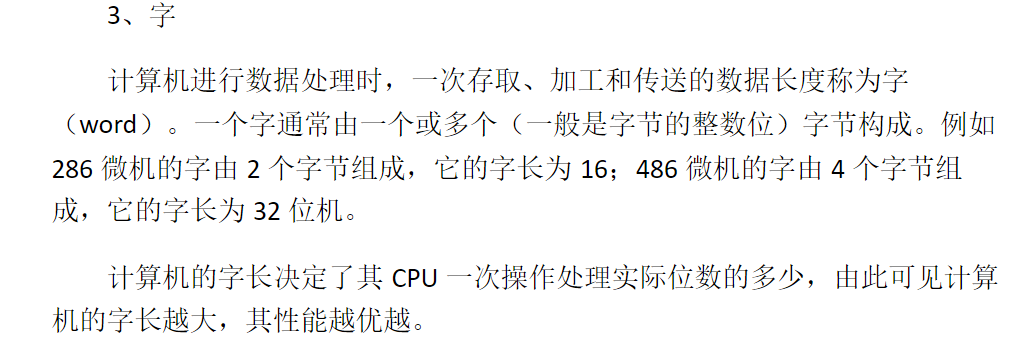 3、字
计算机进行数据处理时，一次存取、加工和传送的数据长度称为字
（word）。一个字通常由一个或多个（一般是字节的整数位）字节构成。例如
286 微机的字由 2 个字节组成，它的字长为 16；486 微机的字由 4 个字节组
成，它的字长为 32 位机。
计算机的字长决定了其 CPU 一次操作处理实际位数的多少，由此可见计算
机的字长越大，其性能越优越。